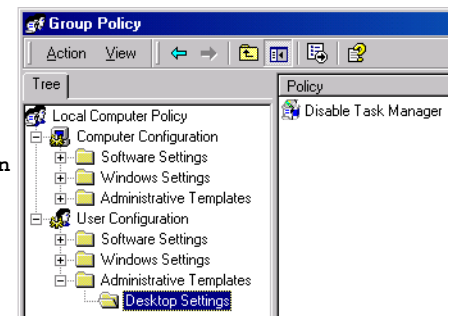 Group Policy
Action View
Tree
Policy
Local Computer Policy
Disable Task Manager
Computer Configuration
n
Software Settings
Windows Settings
Administrative Templates
User Configuration
Software Settings
Windows Settings
Administrative Templates
Desktop Settings